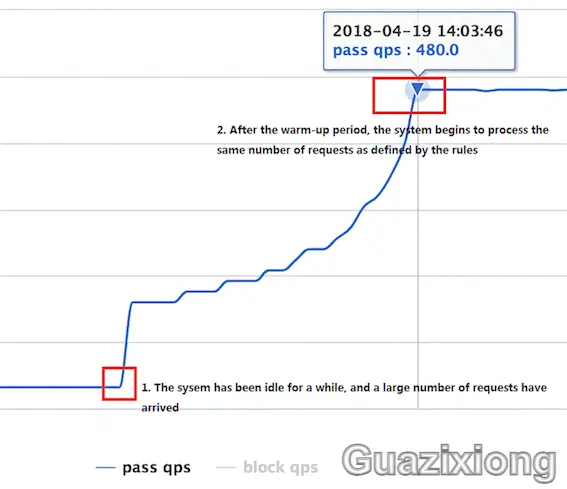 2018-04-19 14:03:46
pass qps : 480.0
2. After the warm-up period, the system begins to process the
same number of requests as defined by the rules
1. The sysem has been idle for a while, and a large number of requests have
arrived
pass qps
block qps
Guazixiong